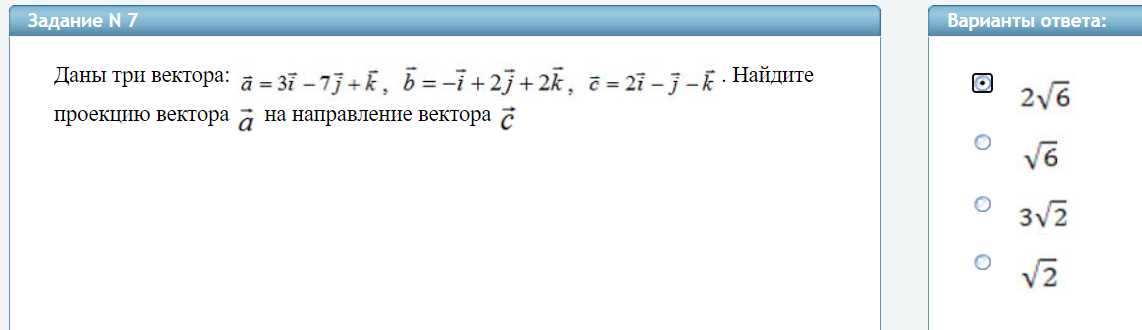 Задание N 7
Даны три вектора: a⃗ = 3i⃗ − 7j⃗ + k⃗, b⃗ = −i⃗ + 2j⃗ + 2k⃗, c⃗ = 2i⃗ − j⃗ − k⃗. Найдите
проекцию вектора a⃗ на направление вектора c⃗
Варианты ответа:
2√6
√6
3√2
√2